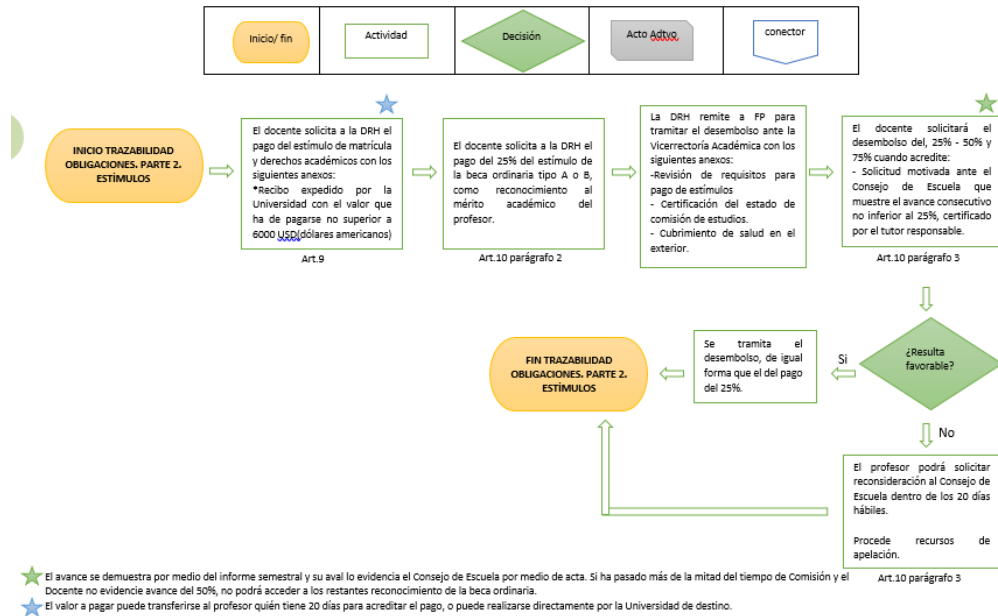 Inicio/ fin
Actividad
Decisión
Acto Adtvo
conector
INICIO TRAZABILIDAD
OBLIGACIONES. PARTE 2.
ESTÍMULOS
El docente solicita a la DRH el
pago del estímulo de matrícula
y derechos académicos con los
siguientes anexos:
*Recibo expedido por la
Universidad con el valor que
ha de pagarse no superior a
6000 USD(dólares americanos)
Art.9
El docente solicita a la DRH el
pago del 25% del estímulo de
la beca ordinaria tipo A o B,
como reconocimiento al
mérito académico del
profesor.
Art.10 parágrafo 2
La DRH remite a FP para
tramitar el desembolso ante la
Vicerrectoría Académica con los
siguientes anexos:
-Revisión de requisitos para
pago de estímulos
- Certificación del estado de
comisión de estudios.
- Cubrimiento de salud en el
exterior.
El docente solicitará el
desembolso del, 25% - 50% y
75% cuando acredite:
- Solicitud motivada ante el
Consejo de Escuela que
muestre el avance consecutivo
no inferior al 25%, certificado
por el tutor responsable.
Art.10 parágrafo 3
¿Resulta
favorable?
Si
Se tramita el
desembolso, de igual
forma que el del pago
del 25%.
FIN TRAZABILIDAD
OBLIGACIONES. PARTE 2.
ESTÍMULOS
No
El profesor podrá solicitar
reconsideración al Consejo de
Escuela dentro de los 20 días
hábiles.
Procede recursos de
apelación.
Art.10 parágrafo 3
El avance se demuestra por medio del informe semestral y su aval lo evidencia el Consejo de Escuela por medio de acta. Si ha pasado más de la mitad del tiempo de Comisión y el
Docente no evidencie avance del 50%, no podrá acceder a los restantes reconocimiento de la beca ordinaria.
El valor a pagar puede transferirse al profesor quién tiene 20 días para acreditar el pago, o puede realizarse directamente por la Universidad de destino.